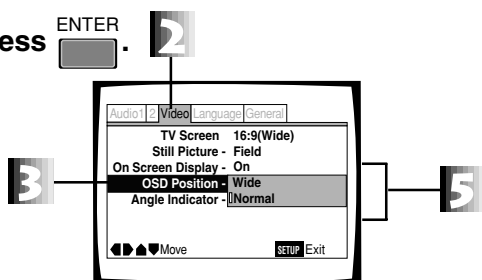 ess ENTER .
2
Audio1 2 Video Language General
TV Screen 16:9(Wide)
Still Picture - Field
On Screen Display - On
3
OSD Position - Wide
5
Angle Indicator - Normal
Move SETUP Exit